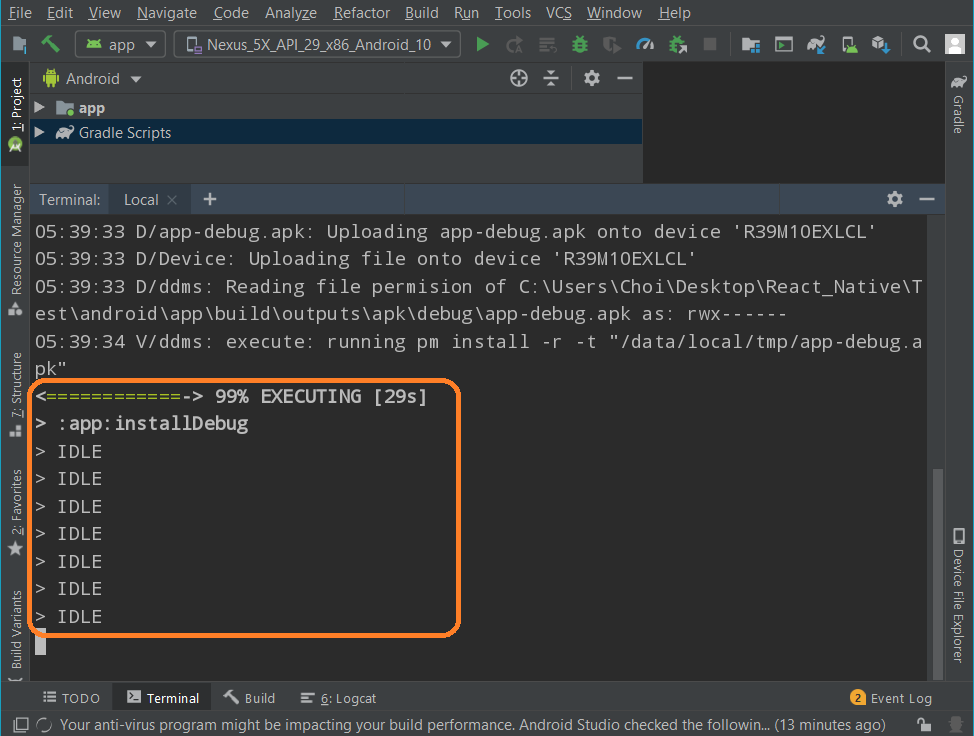 File Edit View Navigate Code Analyze Refactor Build Run Tools VCS Window Help
app Nexus_5X_API_29_x86_Android_10
Android
app
Gradle Scripts
Terminal: Local
05:39:33 D/app-debug.apk: Uploading app-debug.apk onto device 'R39M10EXLCL'
05:39:33 D/Device: Uploading file onto device 'R39M10EXLCL'
05:39:33 D/ddms: Reading file permision of C:\Users\Choi\Desktop\React_Native\T
est\android\app\build\outputs\apk\debug\app-debug.apk as: rwx------
05:39:34 V/ddms: execute: running pm install -r -t "/data/local/tmp/app-debug.a
pk"
<============-> 99% EXECUTING [29s]
> :app:installDebug
> IDLE
> IDLE
> IDLE
> IDLE
> IDLE
> IDLE
> IDLE
1: Project
Resource Manager
7: Structure
2: Favorites
Build Variants
Gradle
Device File Explorer
TODO Terminal Build 6: Logcat 2 Event Log
Your anti-virus program might be impacting your build performance. Android Studio checked the followin... (13 minutes ago)